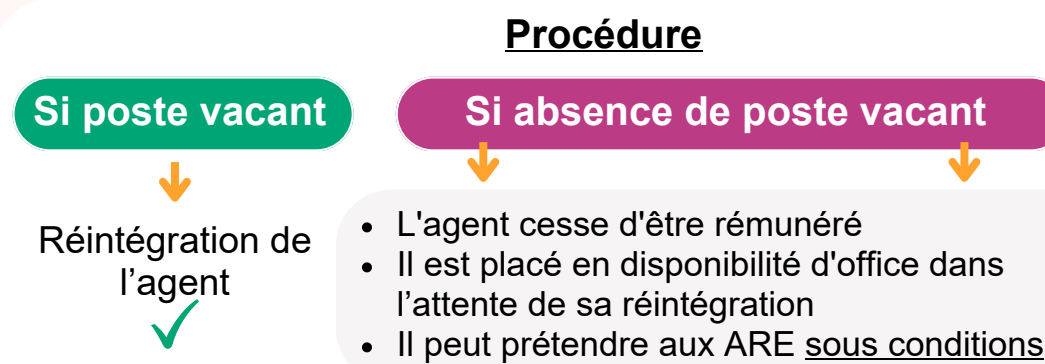 Procédure
Si poste vacant
Réintégration de
l’agent
Si absence de poste vacant
• L'agent cesse d'être rémunéré
• Il est placé en disponibilité d'office dans
l’attente de sa réintégration
• Il peut prétendre aux ARE sous conditions